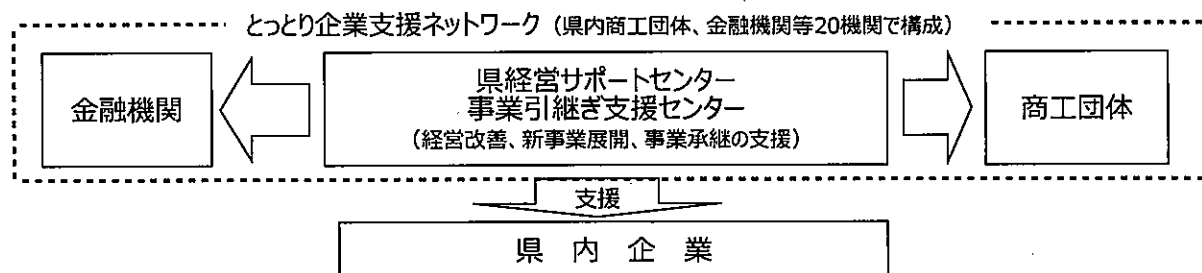 とっとり企業支援ネットワーク（県内商工団体、金融機関等20機関で構成）
金融機関
県経営サポートセンター
事業引継ぎ支援センター
（経営改善、新事業展開、事業承継の支援）
商工団体
支援
県 内 企 業